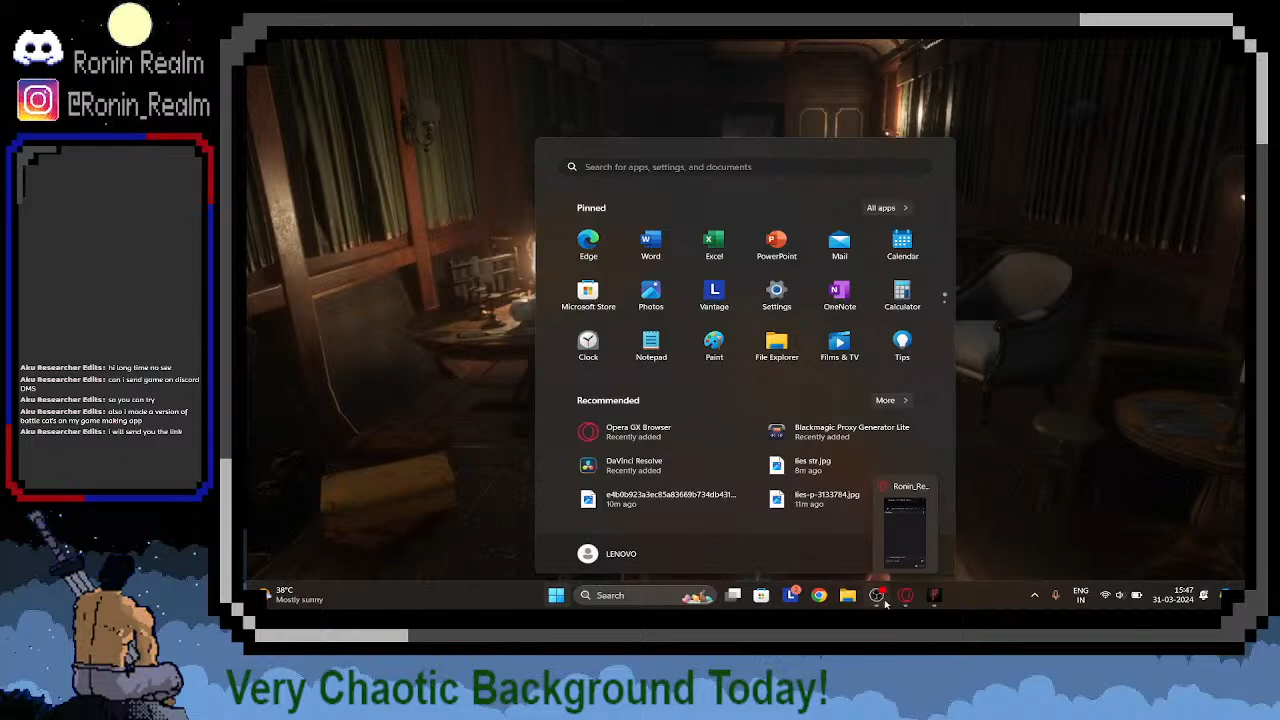 Ronin Realm
@Ronin_Realm
Aku Researcher Edits: hi long time no see
Aku Researcher Edits: can i send game on discord
DMS
Aku Researcher Edits: so you can try
Aku Researcher Edits: also i made a version of
battle cat's on my game making app
Aku Researcher Edits: I will send you the link
Search for apps, settings, and documents
Pinned
All apps
Edge
Word
Excel
PowerPoint
Mail
Calendar
Microsoft Store
Photos
Vantage
Settings
OneNote
Calculator
Clock
Notepad
Paint
File Explorer
Films & TV
Tips
Recommended
More
Opera GX Browser
Recently added
Blackmagic Proxy Generator Lite
Recently added
DaVinci Resolve
Recently added
lies str.jpg
8m ago
e4b0b923a3ec85a83669b734db431...
10m ago
lies-p-3133784.jpg
11m ago
Ronin_Re...
LENOVO
38°C
Mostly sunny
Search
ENG
IN
15:47
31-03-2024
Very Chaotic Background Today!